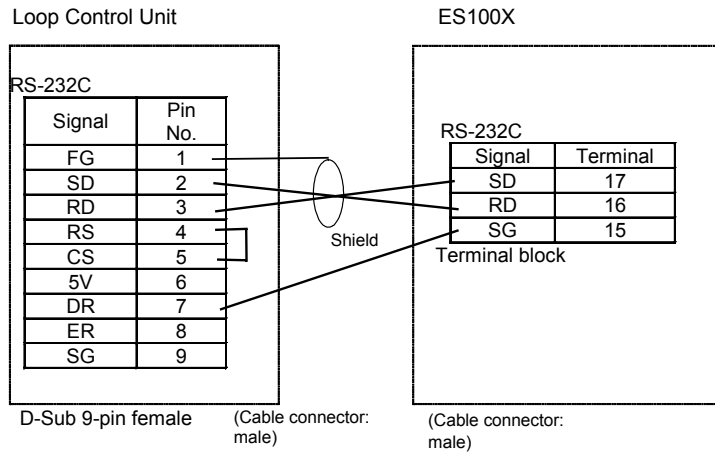 Loop Control Unit
ES100X
RS-232C
Signal Pin No.
FG 1
SD 2
RD 3
RS 4
CS 5
5V 6
DR 7
ER 8
SG 9
Shield
RS-232C
Signal Terminal
SD 17
RD 16
SG 15
Terminal block
D-Sub 9-pin female
(Cable connector:
male)
(Cable connector:
male)